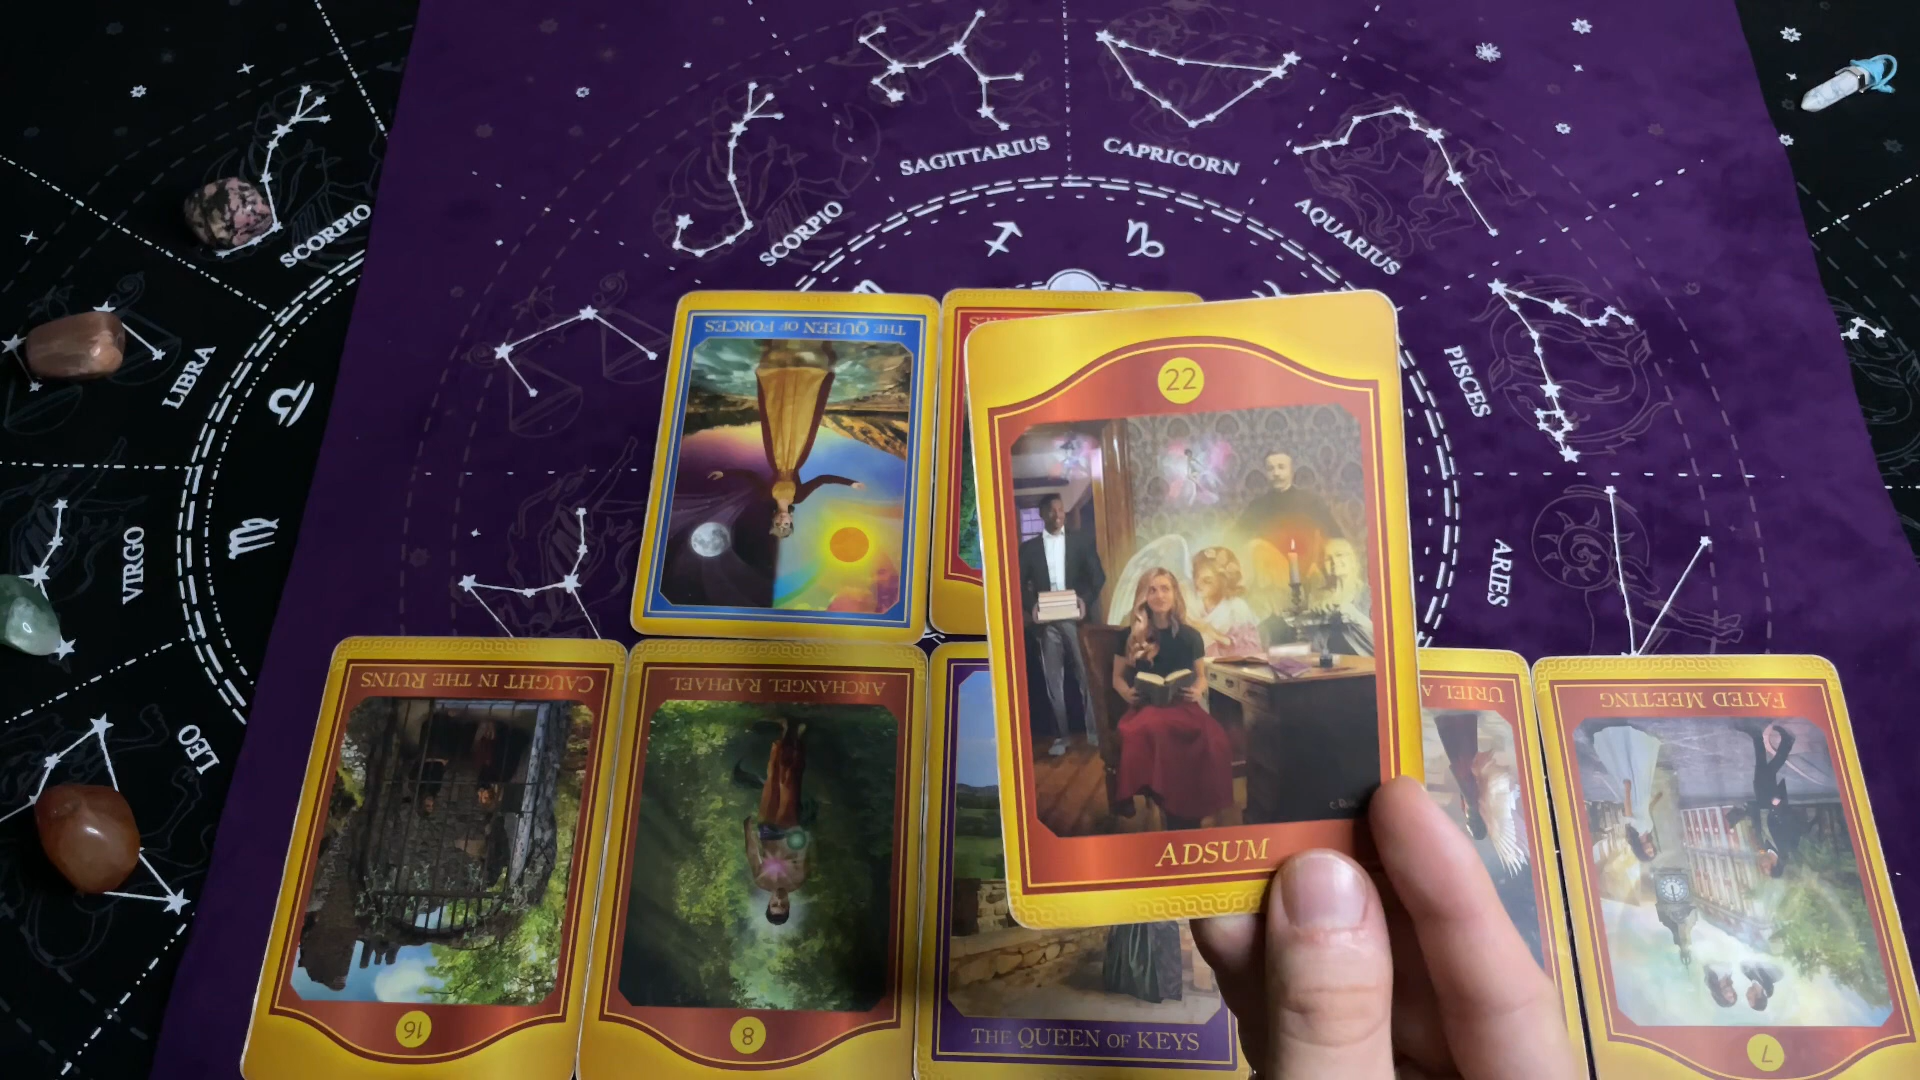 SAGITTARIUS
CAPRICORN
SCORPIO
SCORPIO
AQUARIUS
LIBRA
PISCES
VIRGO
ARIES
LEO
THE QUEEN OF FORCES
22
ADSUM
CAUGHT IN THE RUINS
16
ARCHANGEL RAPHAEL
8
THE QUEEN OF KEYS
URIEL A
FATED MEETING
7